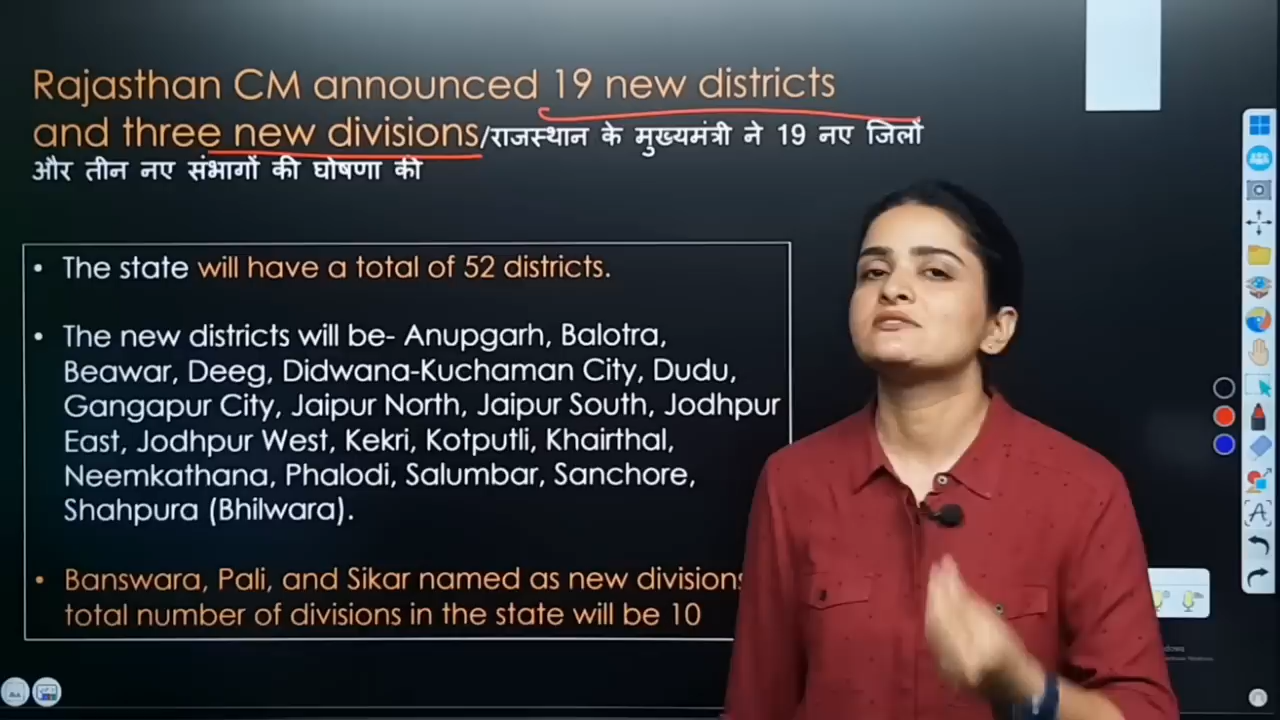 Rajasthan CM announced 19 new districts
and three new divisions/राजस्थान के मुख्यमंत्री ने 19 नए जिलों
और तीन नए संभागों की घोषणा की
• The state will have a total of 52 districts.
• The new districts will be- Anupgarh, Balotra,
Beawar, Deeg, Didwana-Kuchaman City, Dudu,
Gangapur City, Jaipur North, Jaipur South, Jodhpur
East, Jodhpur West, Kekri, Kotputli, Khairthal,
Neemkathana, Phalodi, Salumbar, Sanchore,
Shahpura (Bhilwara).
• Banswara, Pali, and Sikar named as new divisions
total number of divisions in the state will be 10